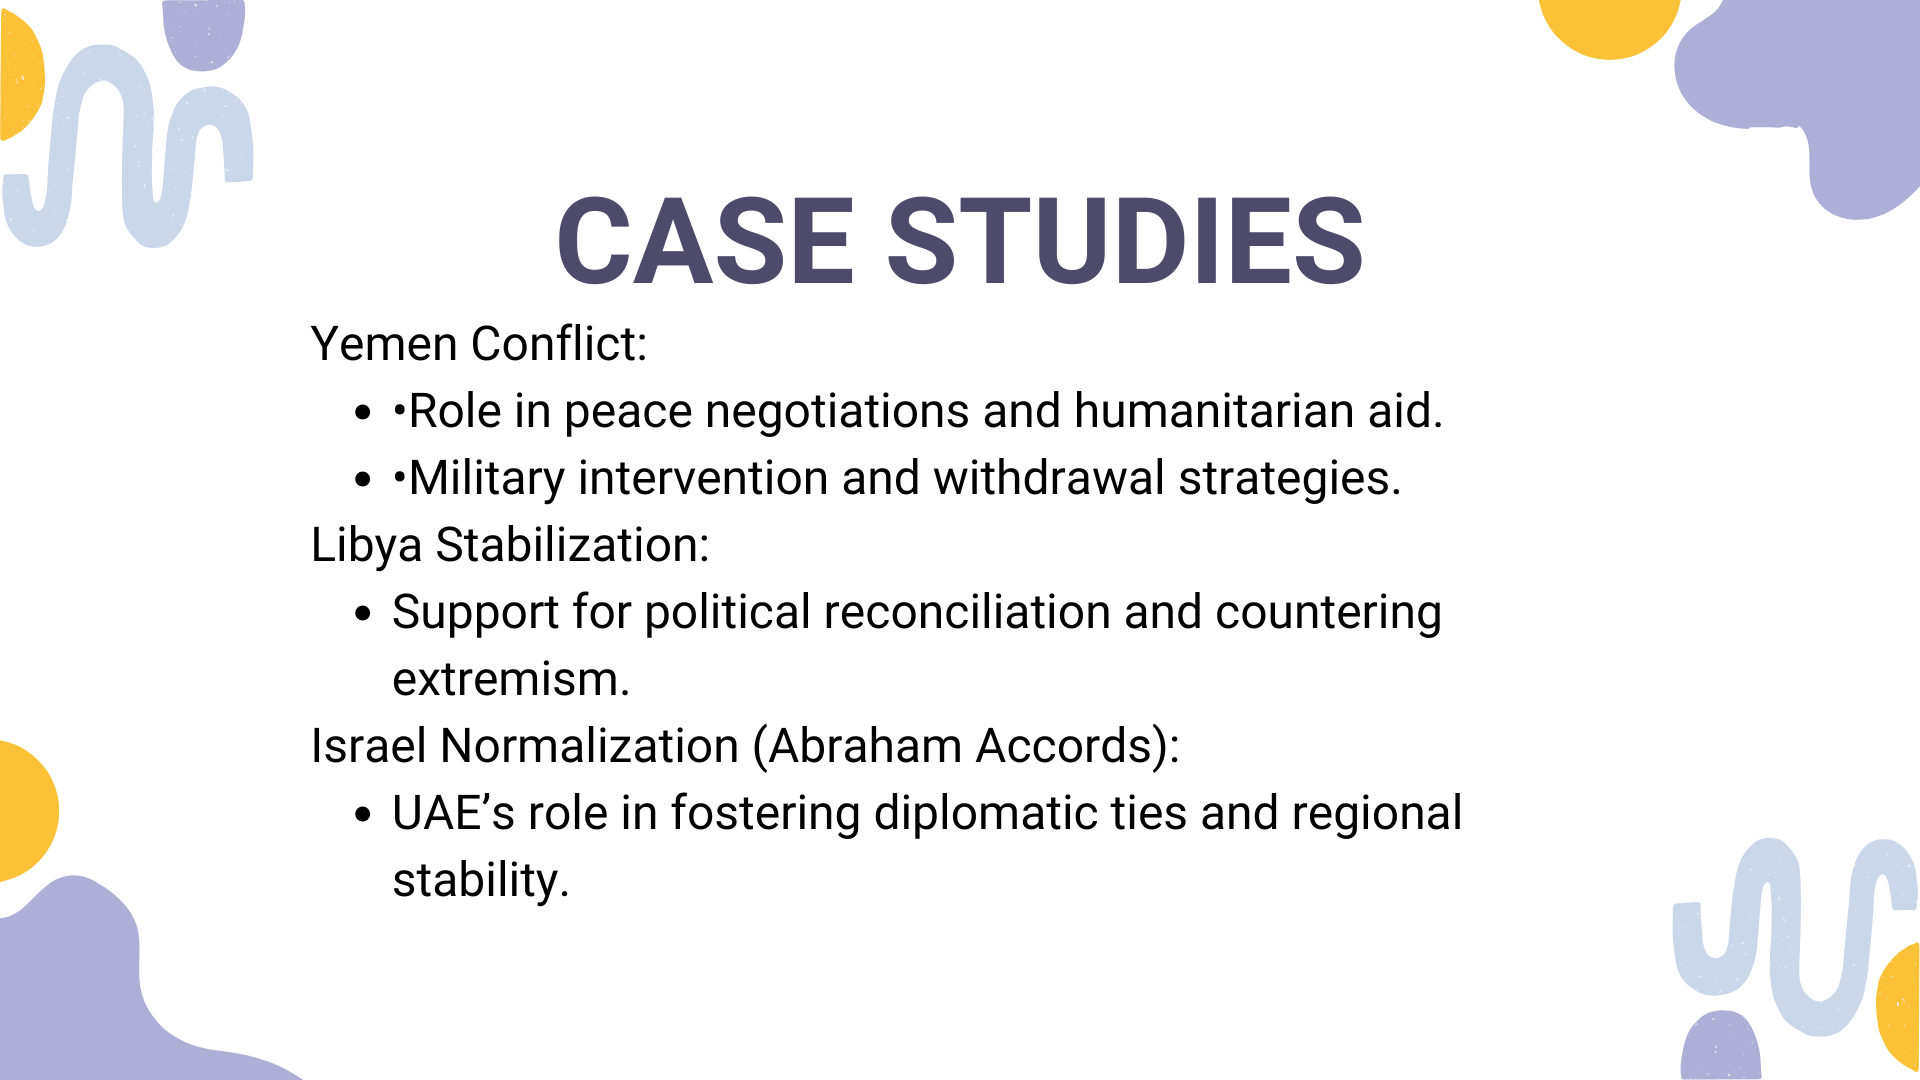 CASE STUDIES
Yemen Conflict:
• •Role in peace negotiations and humanitarian aid.
• •Military intervention and withdrawal strategies.
Libya Stabilization:
• Support for political reconciliation and countering
extremism.
Israel Normalization (Abraham Accords):
• UAE’s role in fostering diplomatic ties and regional
stability.